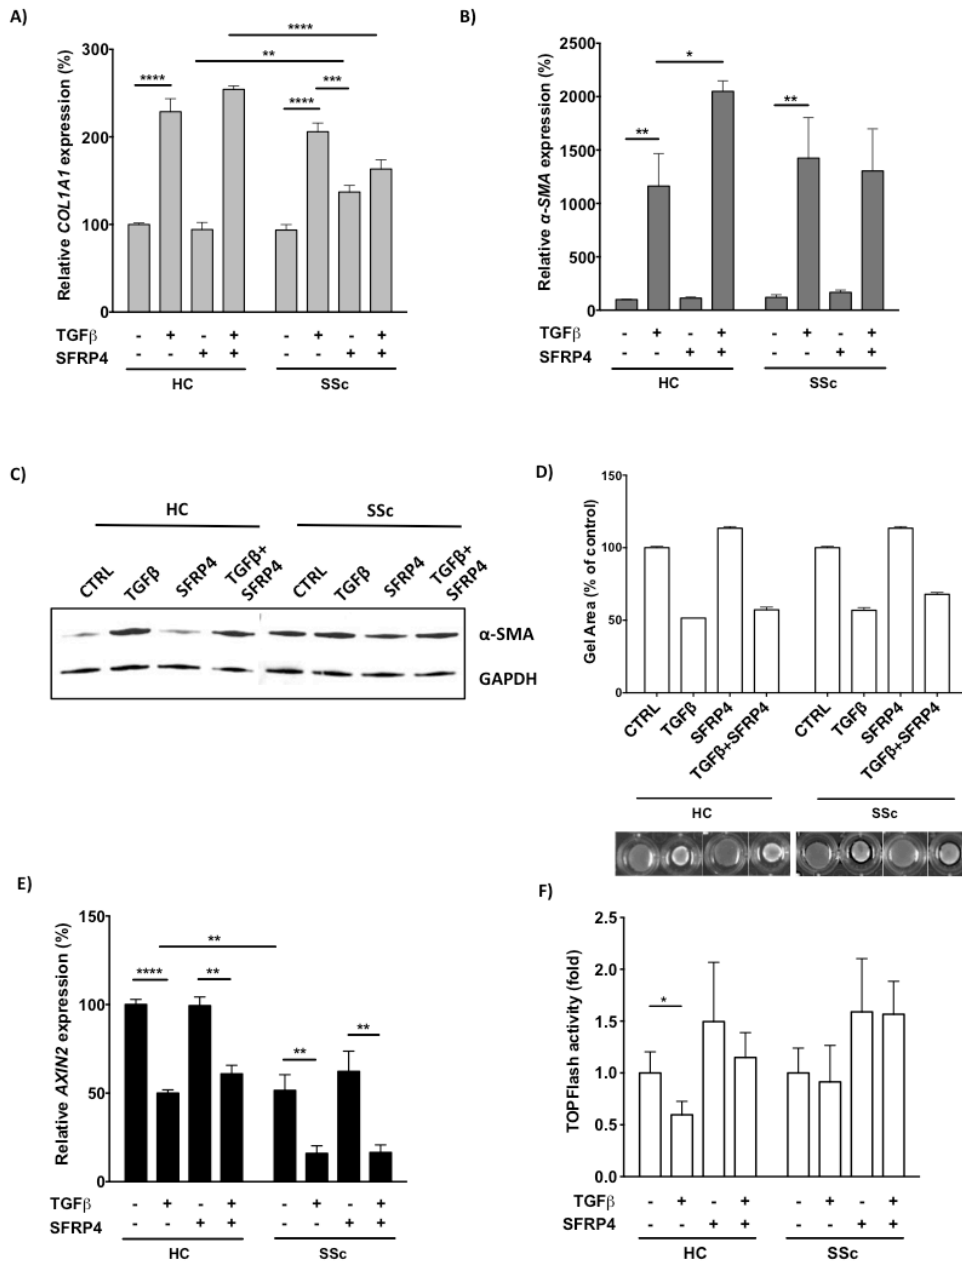 A)
Relative COL1A1 expression (%)
300
200
100
0
****
****
**
****
***
TGFβ - + - + - + - +
SFRP4 - - + + - - + +
HC SSc
B)
Relative α-SMA expression (%)
2500
2000
1500
1000
500
0
*
**
**
TGFβ - + - + - + - +
SFRP4 - - + + - - + +
HC SSc
C)
HC SSc
CTRL TGFβ SFRP4 TGFβ+ SFRP4 CTRL TGFβ SFRP4 TGFβ+ SFRP4
α-SMA
GAPDH
D)
Gel Area (% of control)
150
100
50
0
CTRL TGFβ SFRP4 TGFβ+SFRP4 CTRL TGFβ SFRP4 TGFβ+SFRP4
HC SSc
E)
Relative AXIN2 expression (%)
150
100
50
0
**
**** **
**
**
TGFβ - + - + - + - +
SFRP4 - - + + - - + +
HC SSc
F)
TOPFlash activity (fold)
2.5
2.0
1.5
1.0
0.5
0.0
*
TGFβ - + - + - + - +
SFRP4 - - + + - - + +
HC SSc